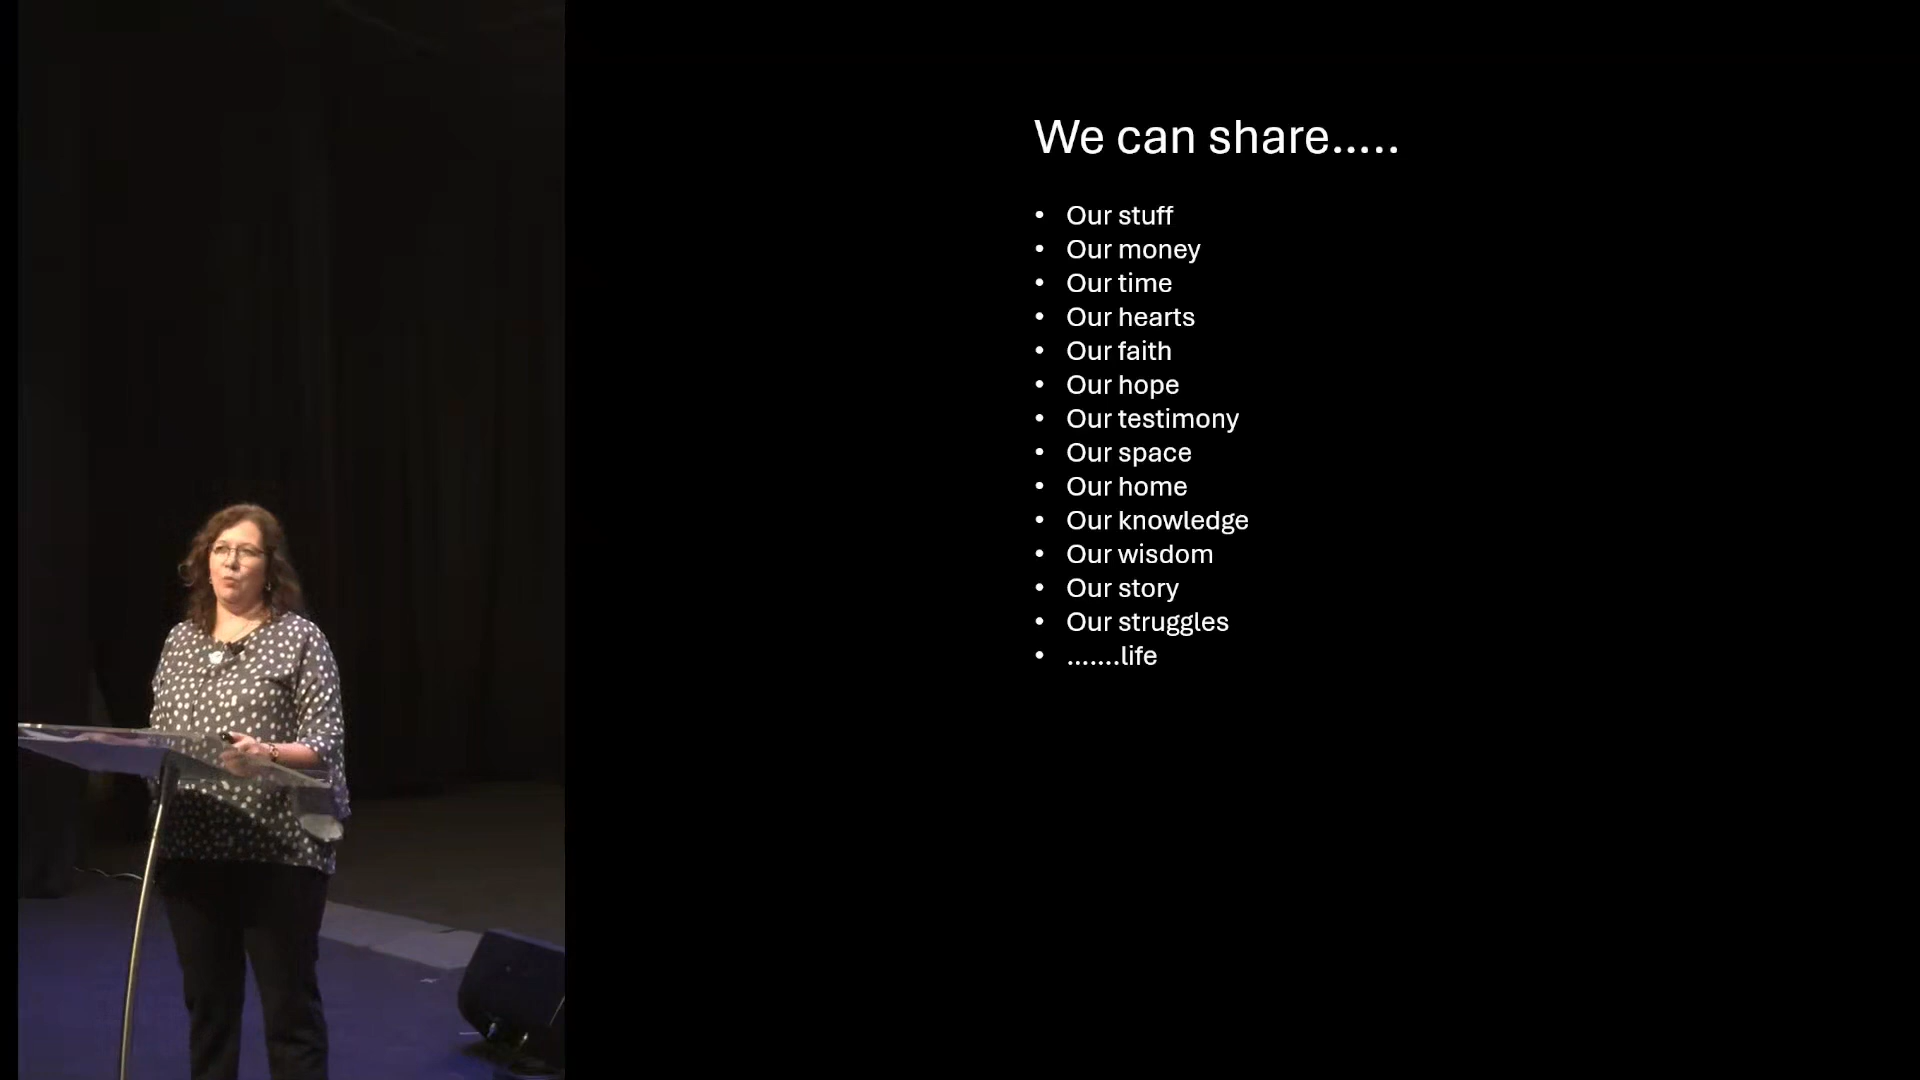 We can share.....
• Our stuff
• Our money
• Our time
• Our hearts
• Our faith
• Our hope
• Our testimony
• Our space
• Our home
• Our knowledge
• Our wisdom
• Our story
• Our struggles
• .......life